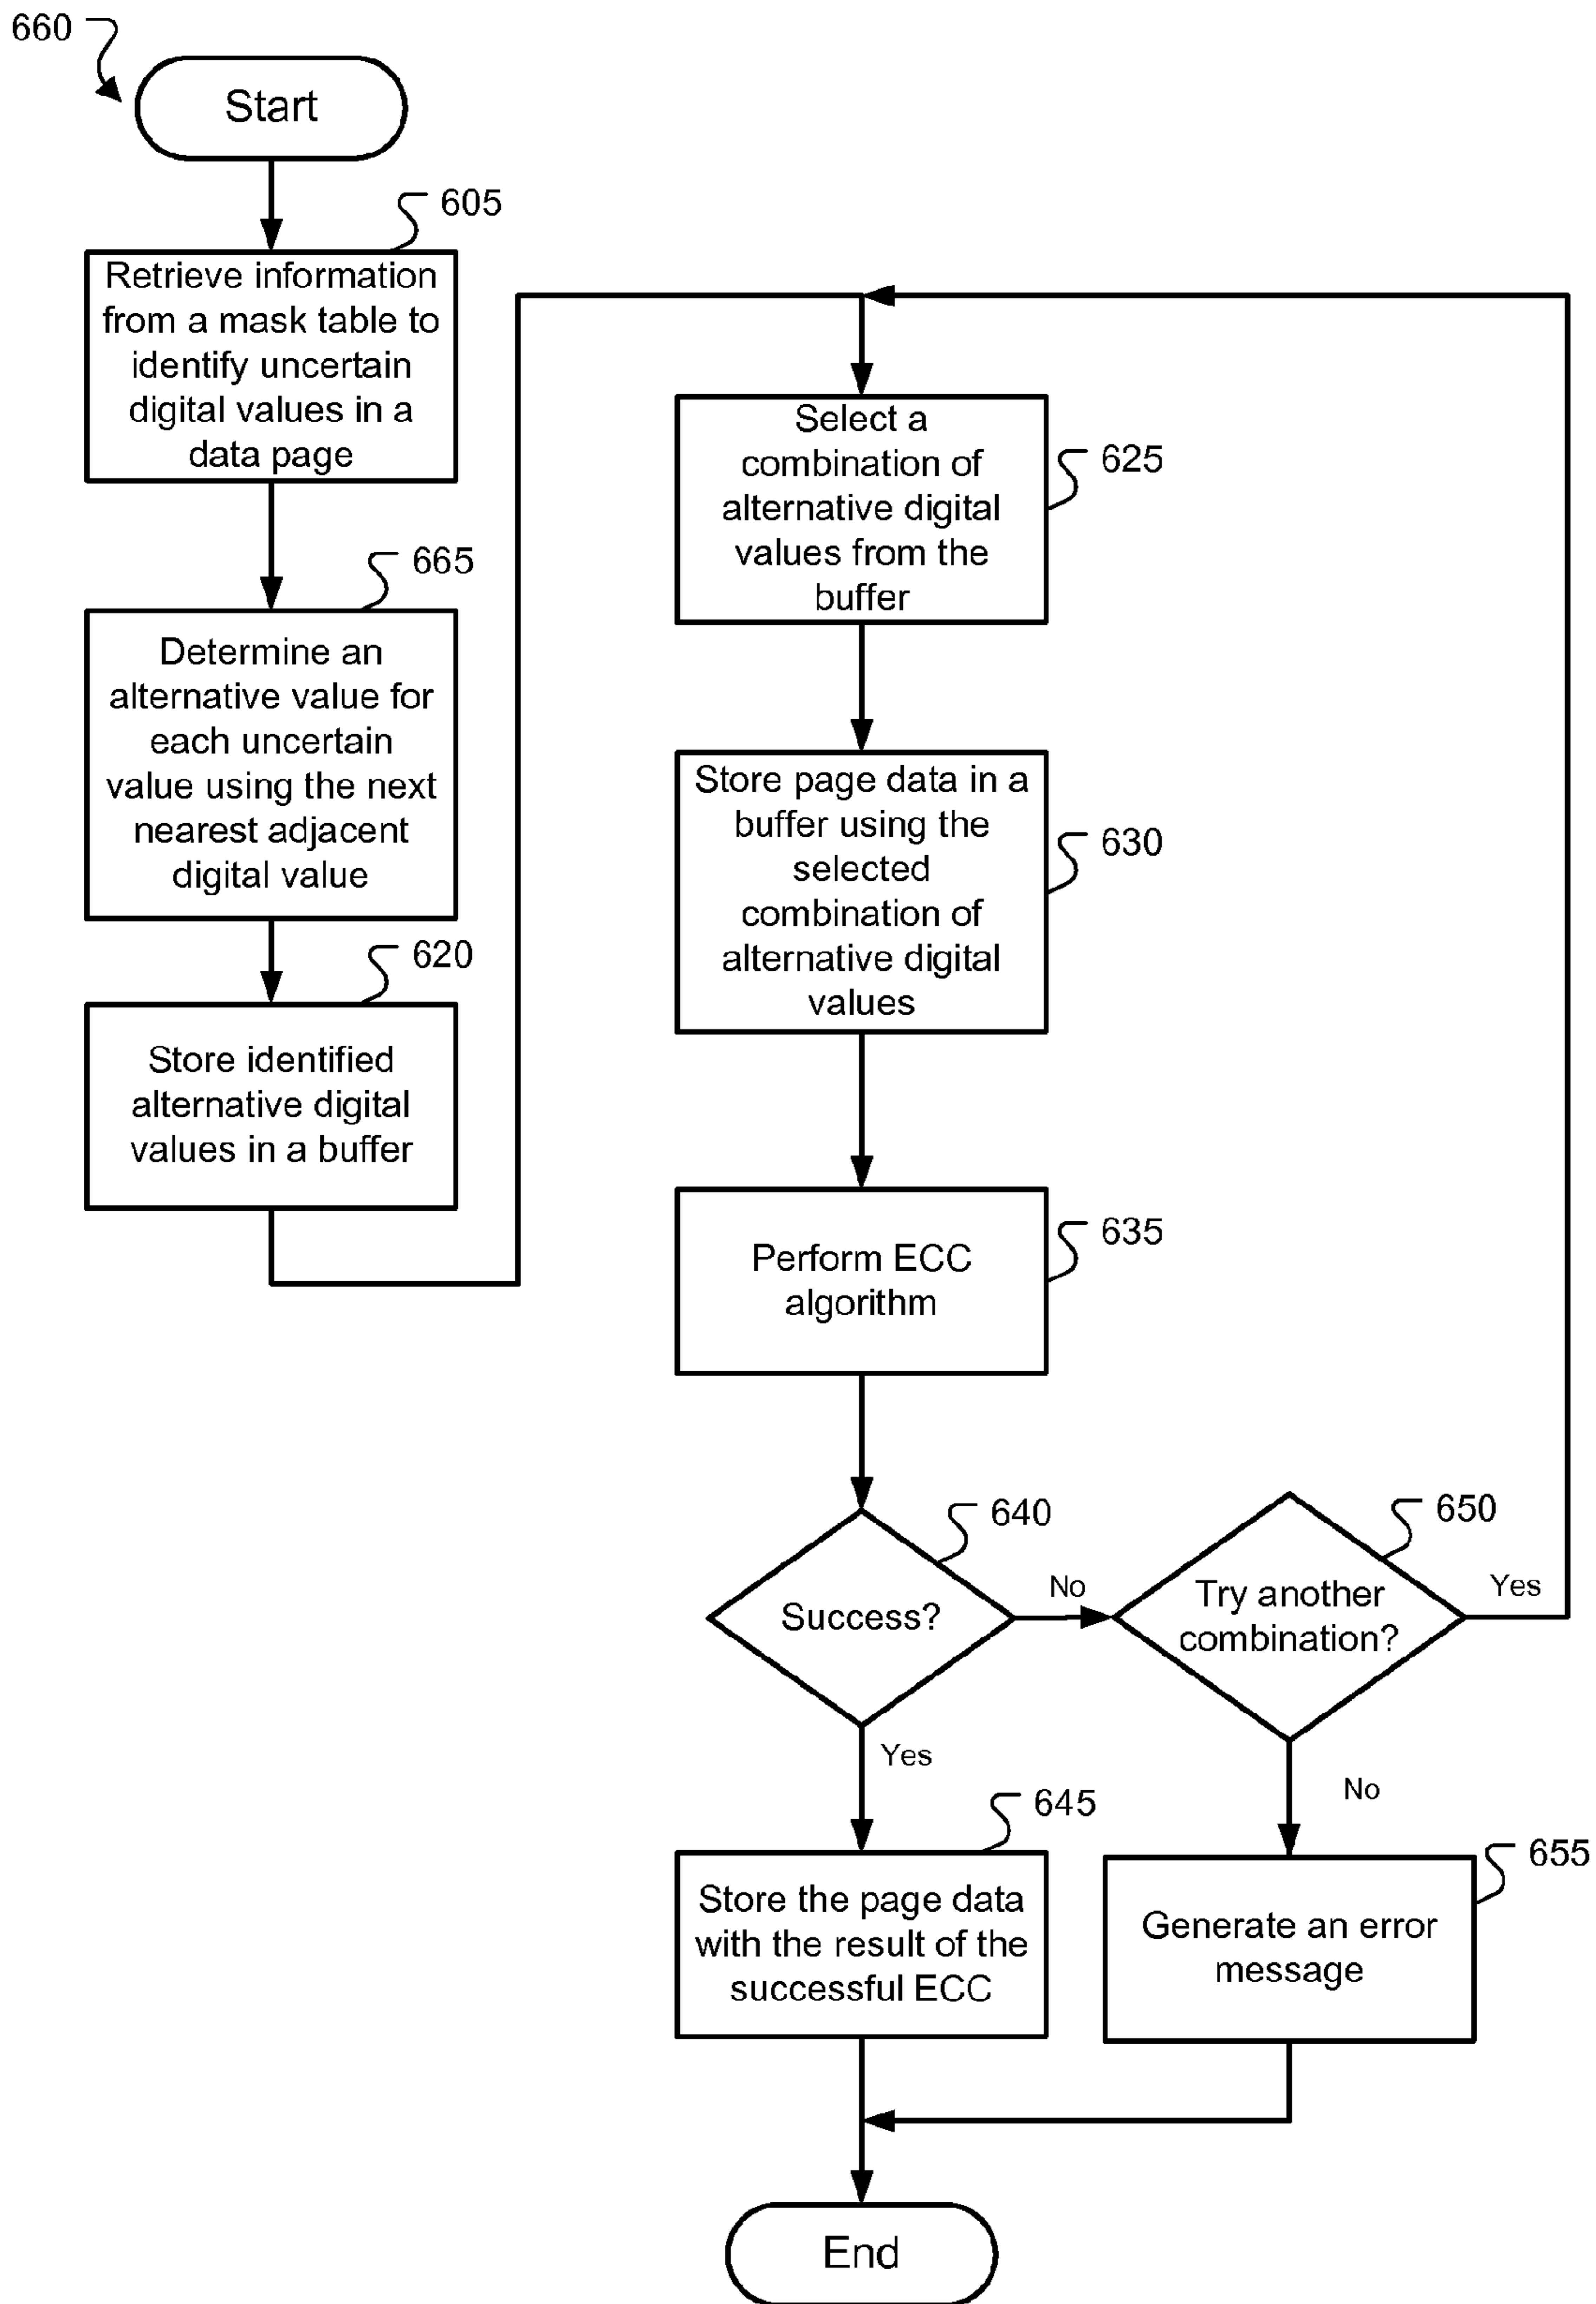 660
Start
605
Retrieve information
from a mask table to
identify uncertain
digital values in a
data page
665
Determine an
alternative value for
each uncertain
value using the next
nearest adjacent
digital value
620
Store identified
alternative digital
values in a buffer
Select a
combination of
alternative digital
values from the
buffer
625
Store page data in a
buffer using the
selected
combination of
alternative digital
values
630
Perform ECC
algorithm
635
640
Success?
No
Yes
650
Try another
combination?
Yes
No
645
Store the page data
with the result of the
successful ECC
655
Generate an error
message
End